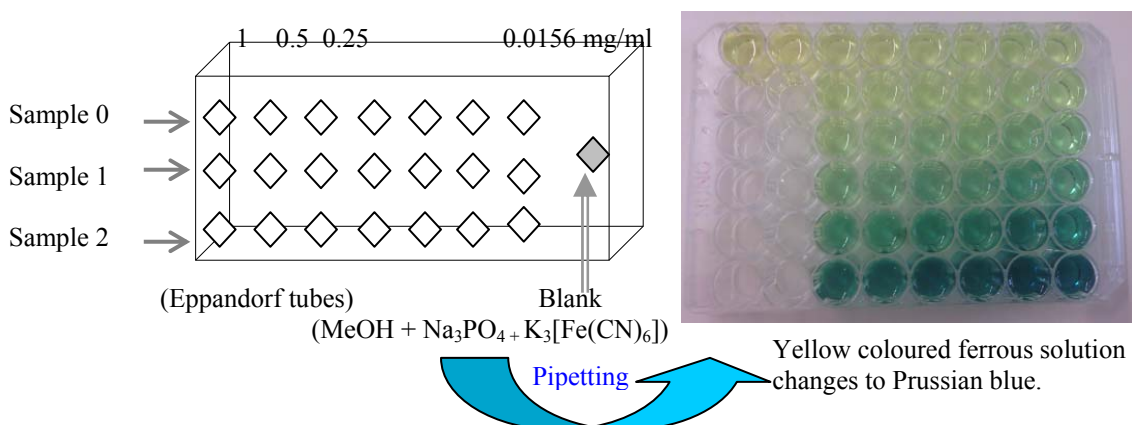 1 0.5 0.25 0.0156 mg/ml
Sample 0
Sample 1
Sample 2
(Eppandorf tubes) Blank
(MeOH + Na₃PO₄ + K₃[Fe(CN)₆])
Pipetting
Yellow coloured ferrous solution
changes to Prussian blue.